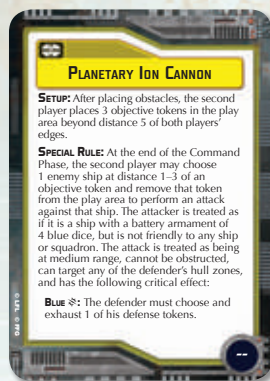 PLANETARY ION CANNON
SETUP: After placing obstacles, the second
player places 3 objective tokens in the play
area beyond distance 5 of both players'
edges.
SPECIAL RULE: At the end of the Command
Phase, the second player may choose
1 enemy ship at distance 1–3 of an
objective token and remove that token
from the play area to perform an attack
against that ship. The attacker is treated as
if it is a ship with a battery armament of
4 blue dice, but is not friendly to any ship
or squadron. The attack is treated as being
at medium range, cannot be obstructed,
can target any of the defender's hull zones,
and has the following critical effect:
BLUE : The defender must choose and
exhaust 1 of his defense tokens.
© LFL © FFG
--